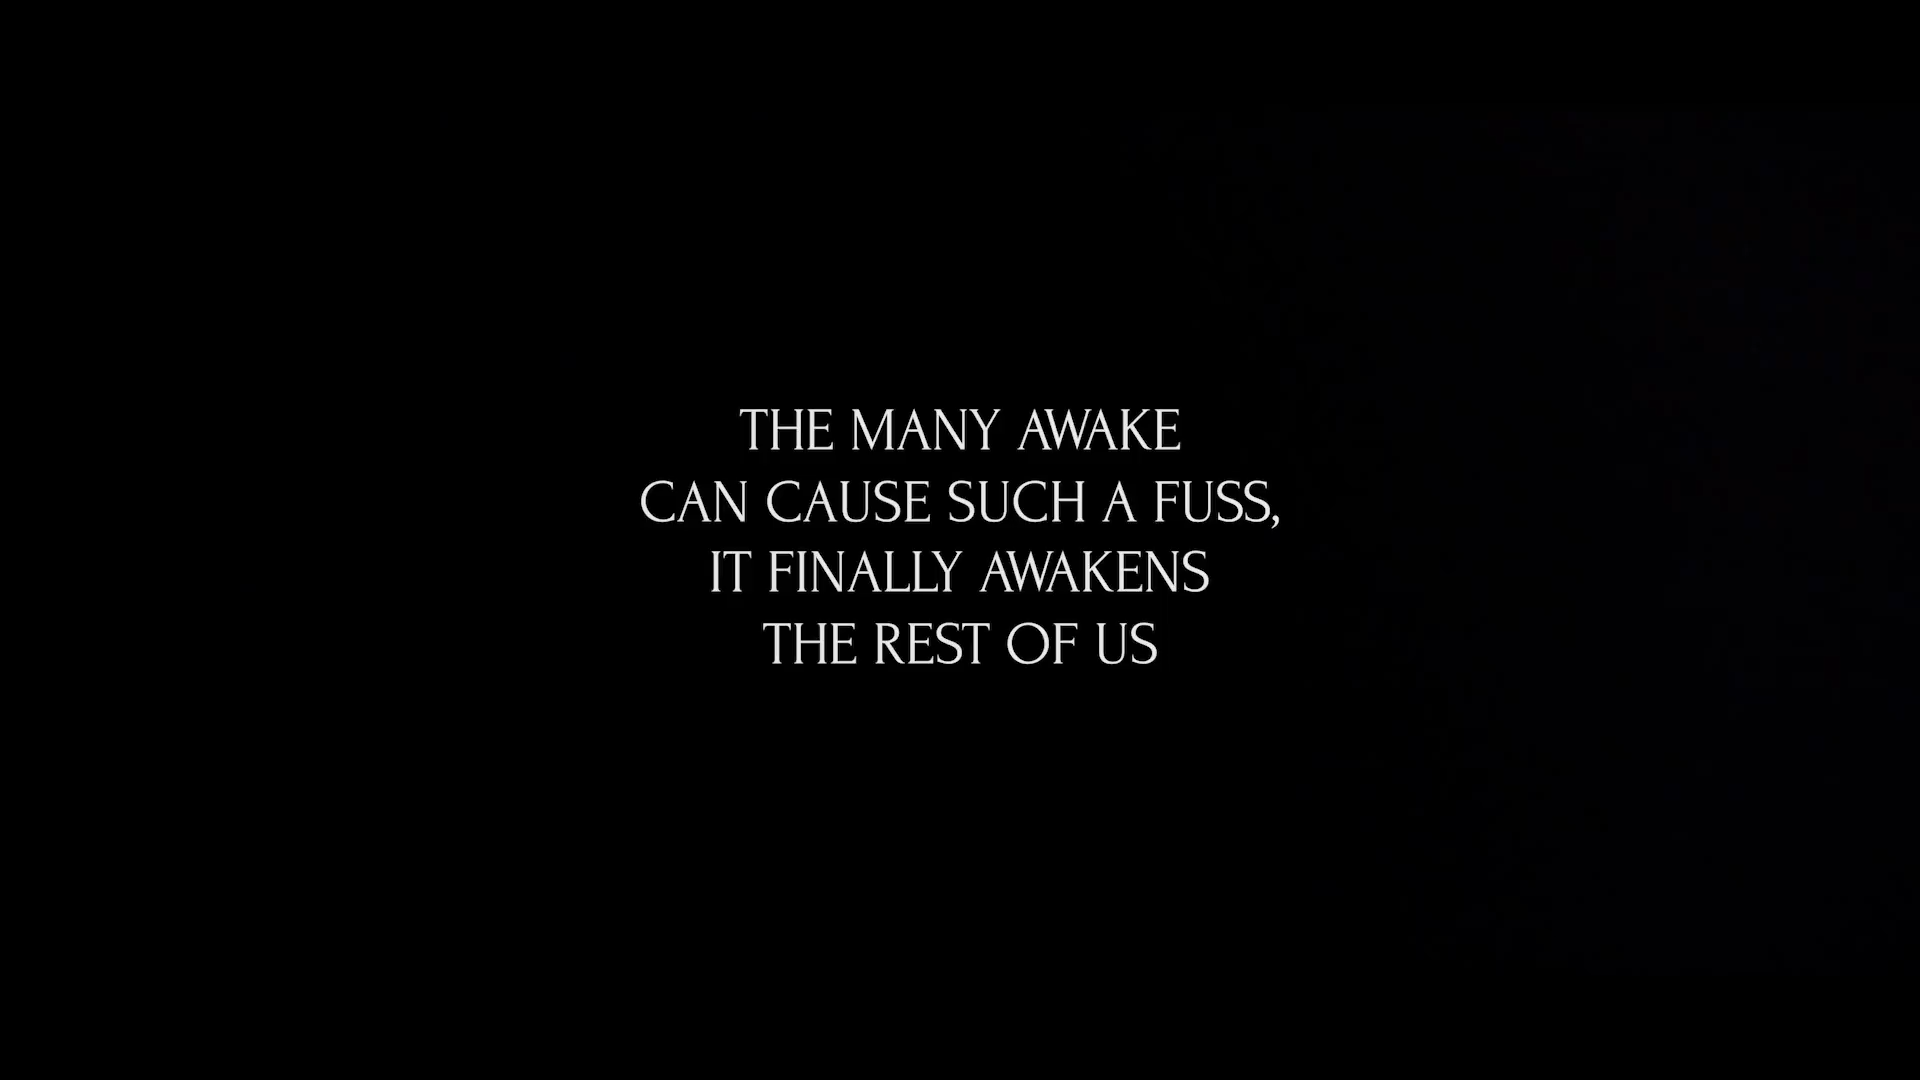 THE MANY AWAKE
CAN CAUSE SUCH A FUSS,
IT FINALLY AWAKENS
THE REST OF US